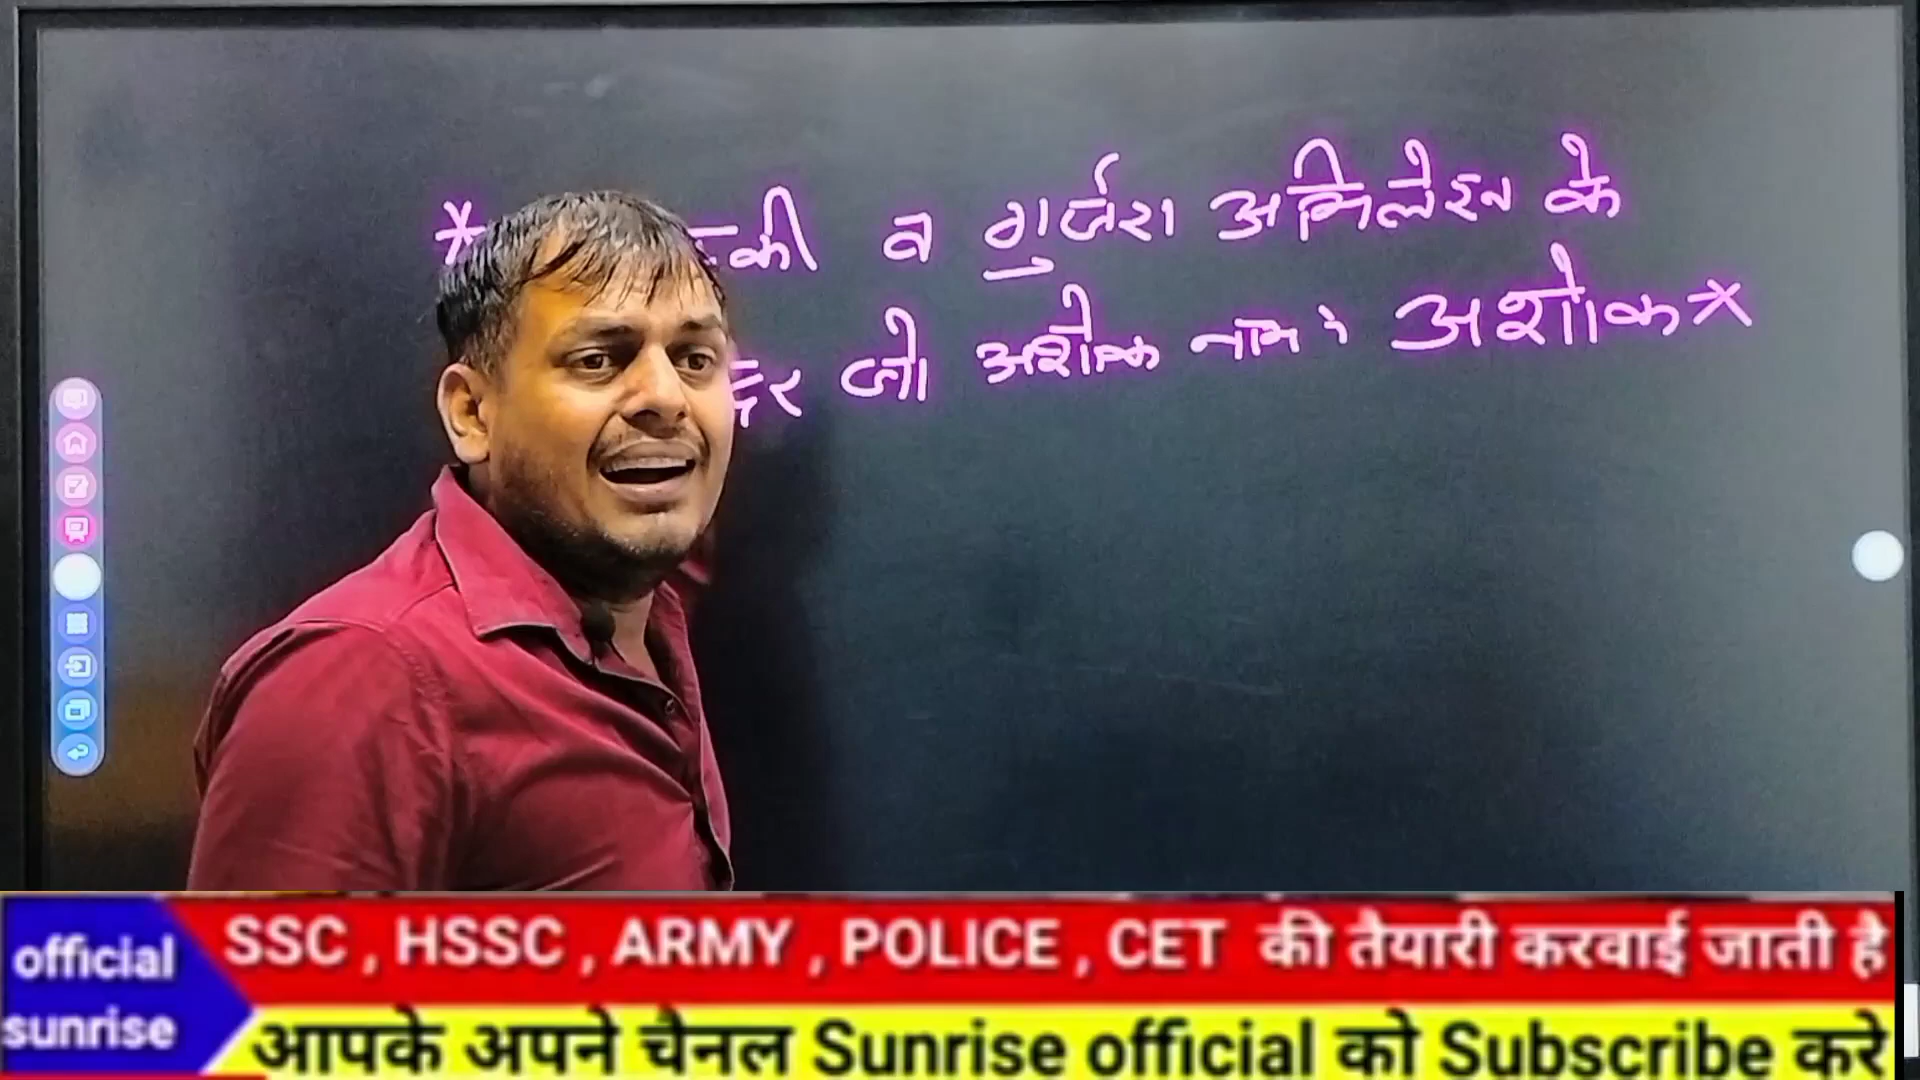 व गुर्जरा अभिलेख के
जो अशोक नाम अशोक *
official
sunrise
SSC , HSSC , ARMY , POLICE , CET की तैयारी करवाई जाती है
आपके अपने चैनल Sunrise official को Subscribe करे